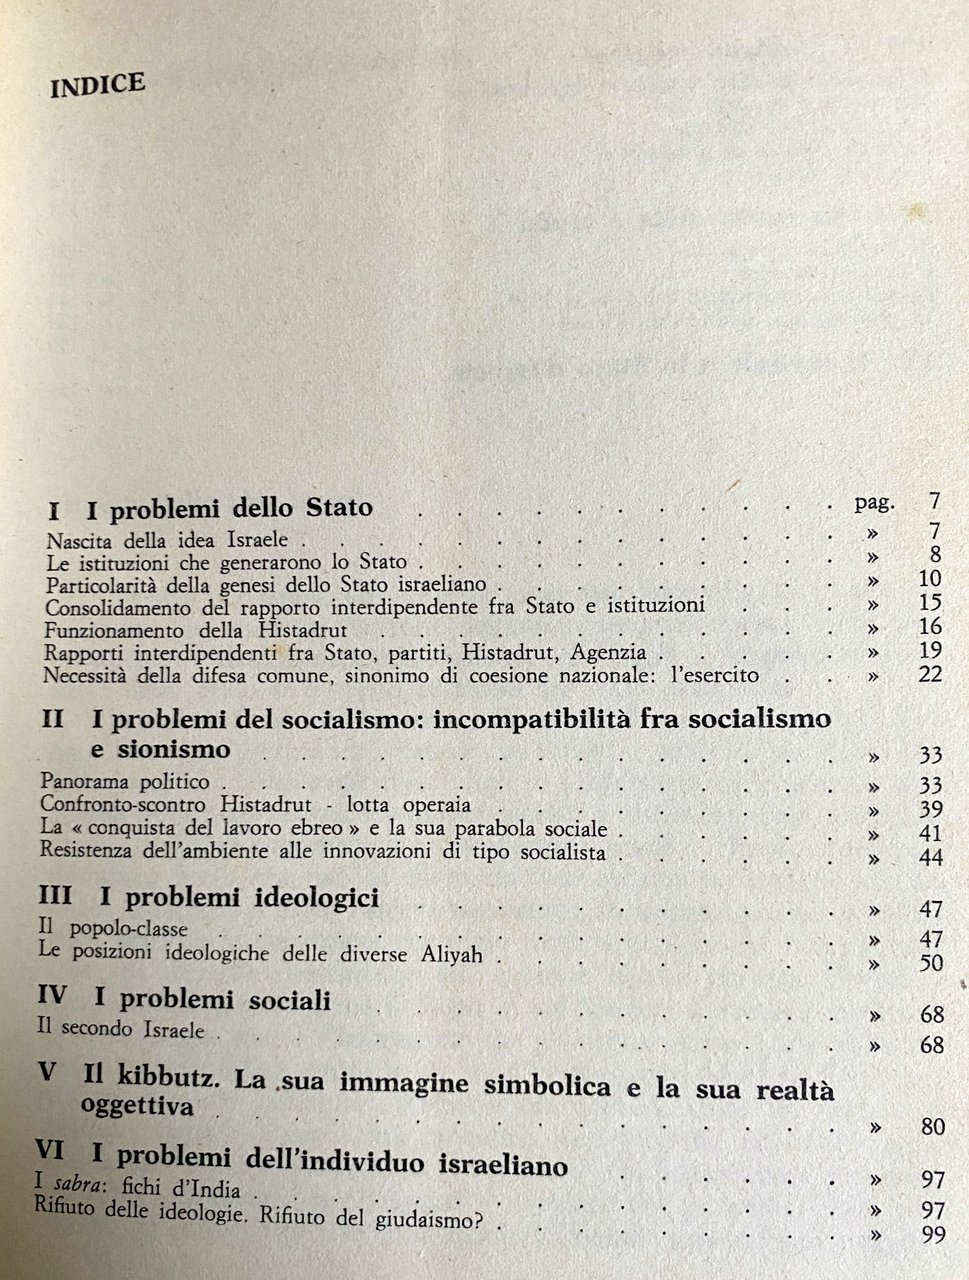 INDICE
I I problemi dello Stato . . . . . . . . . . . pag. 7
Nascita della idea Israele . . . . . . . . . . . . » 7
Le istituzioni che generarono lo Stato . . . . . . . . . . » 8
Particolarità della genesi dello Stato israeliano . . . . . . . . » 10
Consolidamento del rapporto interdipendente fra Stato e istituzioni . . . » 15
Funzionamento della Histadrut . . . . . . . . . . . . » 16
Rapporti interdipendenti fra Stato, partiti, Histadrut, Agenzia . . . . . » 19
Necessità della difesa comune, sinonimo di coesione nazionale: l'esercito . . » 22
II I problemi del socialismo: incompatibilità fra socialismo
e sionismo . . . . . . . . . . . . . . . » 33
Panorama politico . . . . . . . . . . . . . . . . » 33
Confronto-scontro Histadrut - lotta operaia . . . . . . . . . » 39
La « conquista del lavoro ebreo » e la sua parabola sociale . . . . . . » 41
Resistenza dell'ambiente alle innovazioni di tipo socialista . . . . . . » 44
III I problemi ideologici . . . . . . . . . . . » 47
Il popolo-classe . . . . . . . . . . . . . . . . » 47
Le posizioni ideologiche delle diverse Aliyah . . . . . . . . . » 50
IV I problemi sociali . . . . . . . . . . . . » 68
Il secondo Israele . . . . . . . . . . . . . . . . » 68
V Il kibbutz. La sua immagine simbolica e la sua realtà
oggettiva . . . . . . . . . . . . . . . . » 80
VI I problemi dell'individuo israeliano . . . . . . » 97
I sabra: fichi d'India . . . . . . . . . . . . . . . » 97
Rifiuto delle ideologie. Rifiuto del giudaismo? . . . . . . . . . » 99